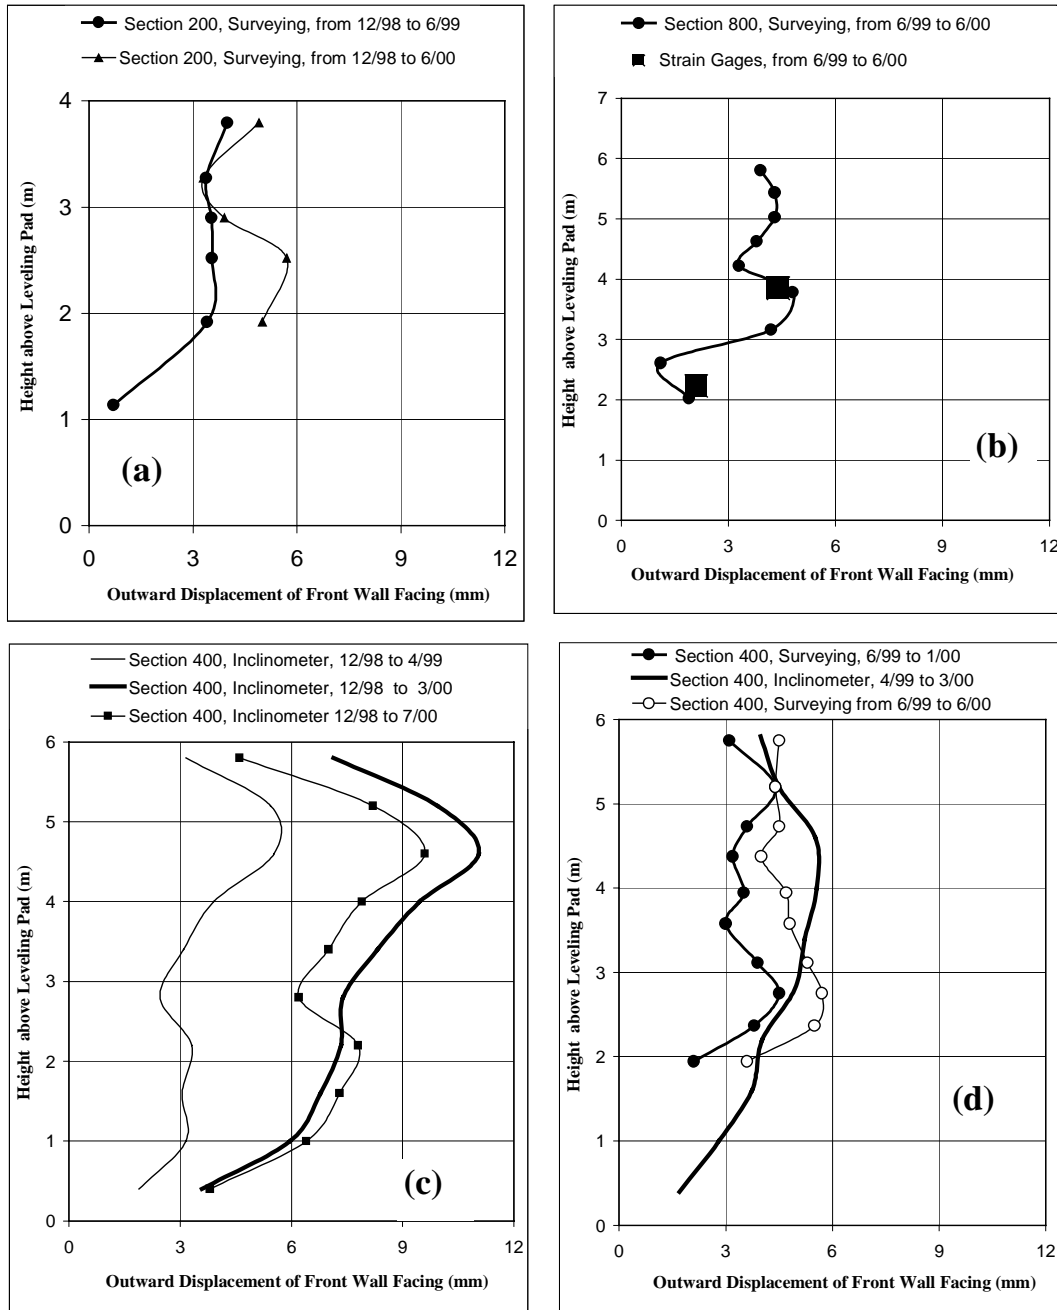 Section 200, Surveying, from 12/98 to 6/99
Section 200, Surveying, from 12/98 to 6/00
4
3
2
1
0
0 3 6 9 12
Height above Leveling Pad (m)
(a)
Outward Displacement of Front Wall Facing (mm)
Section 800, Surveying, from 6/99 to 6/00
Strain Gages, from 6/99 to 6/00
7
6
5
4
3
2
1
0
0 3 6 9 12
Height above Leveling Pad (m)
(b)
Outward Displacement of Front Wall Facing (mm)
Section 400, Inclinometer, 12/98 to 4/99
Section 400, Inclinometer, 12/98 to 3/00
Section 400, Inclinometer 12/98 to 7/00
6
5
4
3
2
1
0
0 3 6 9 12
Height above Leveling Pad (m)
(c)
Outward Displacement of Front Wall Facing (mm)
Section 400, Surveying, 6/99 to 1/00
Section 400, Inclinometer, 4/99 to 3/00
Section 400, Surveying from 6/99 to 6/00
6
5
4
3
2
1
0
0 3 6 9 12
Height above Leveling Pad (m)
(d)
Outward Displacement of Front Wall Facing (mm)